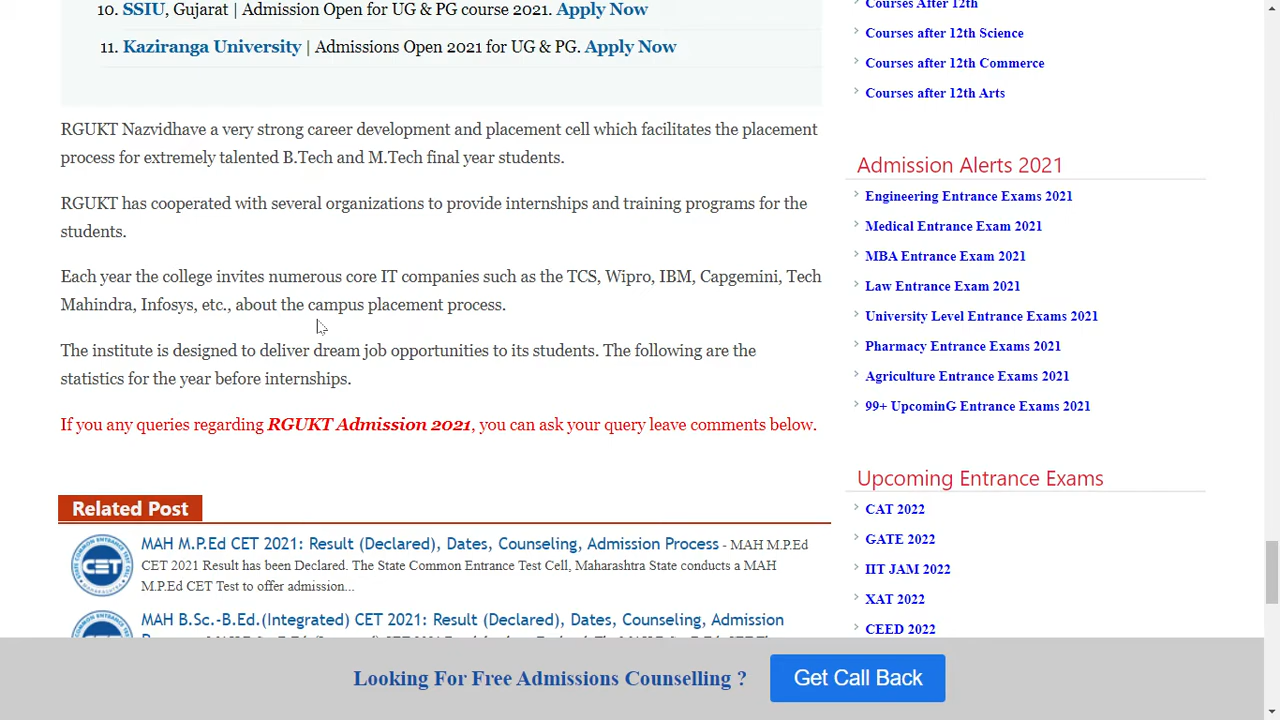 10. SSIU, Gujarat | Admission Open for UG & PG course 2021. Apply Now
11. Kaziranga University | Admissions Open 2021 for UG & PG. Apply Now
RGUKT Nazvidhave a very strong career development and placement cell which facilitates the placement
process for extremely talented B.Tech and M.Tech final year students.
RGUKT has cooperated with several organizations to provide internships and training programs for the
students.
Each year the college invites numerous core IT companies such as the TCS, Wipro, IBM, Capgemini, Tech
Mahindra, Infosys, etc., about the campus placement process.
The institute is designed to deliver dream job opportunities to its students. The following are the
statistics for the year before internships.
If you any queries regarding RGUKT Admission 2021, you can ask your query leave comments below.
Related Post
MAH M.P.Ed CET 2021: Result (Declared), Dates, Counseling, Admission Process - MAH M.P.Ed
CET 2021 Result has been Declared. The State Common Entrance Test Cell, Maharashtra State conducts a MAH
M.P.Ed CET Test to offer admission...
MAH B.Sc.-B.Ed.(Integrated) CET 2021: Result (Declared), Dates, Counseling, Admission
Courses After 12th
Courses after 12th Science
Courses after 12th Commerce
Courses after 12th Arts
Admission Alerts 2021
Engineering Entrance Exams 2021
Medical Entrance Exam 2021
MBA Entrance Exam 2021
Law Entrance Exam 2021
University Level Entrance Exams 2021
Pharmacy Entrance Exams 2021
Agriculture Entrance Exams 2021
99+ UpcominG Entrance Exams 2021
Upcoming Entrance Exams
CAT 2022
GATE 2022
IIT JAM 2022
XAT 2022
CEED 2022
Looking For Free Admissions Counselling ?
Get Call Back